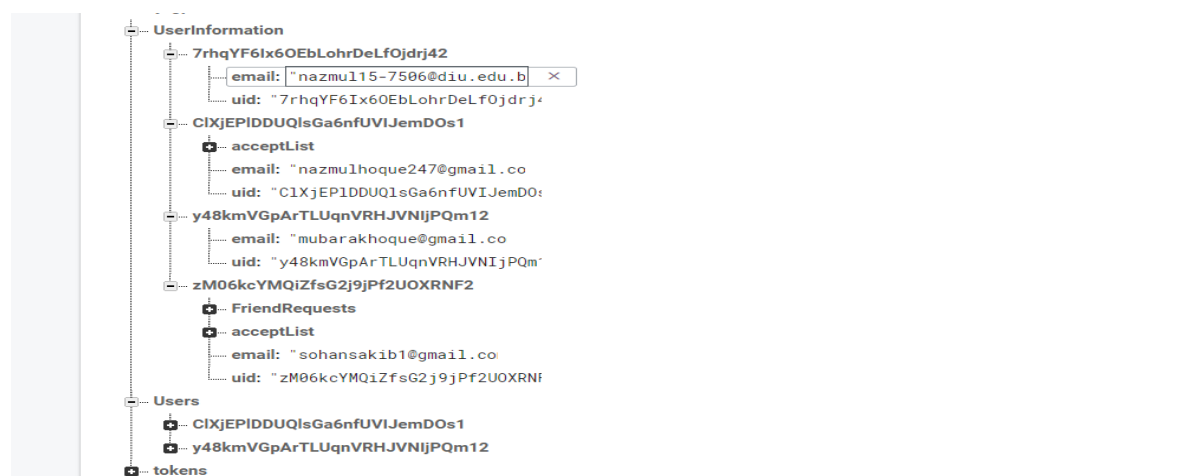 UserInformation
7rhqYF6Ix6OEbLohrDeLfOjdrj42
email: "nazmul15-7506@diu.edu.b ×
uid: "7rhqYF6Ix6OEbLohrDeLfOjdrj4
ClXjEPlDDUQlsGa6nfUVIJemDOs1
acceptList
email: "nazmulhoque247@gmail.co
uid: "ClXjEPlDDUQlsGa6nfUVIJemDOs
y48kmVGpArTLUqnVRHJVNIjPQm12
email: "mubarakhoque@gmail.co
uid: "y48kmVGpArTLUqnVRHJVNIjPQm1
zM06kcYMQiZfsG2j9jPf2UOXRNF2
FriendRequests
acceptList
email: "sohansakib1@gmail.co
uid: "zM06kcYMQiZfsG2j9jPf2UOXRNF
Users
ClXjEPlDDUQlsGa6nfUVIJemDOs1
y48kmVGpArTLUqnVRHJVNIjPQm12
tokens